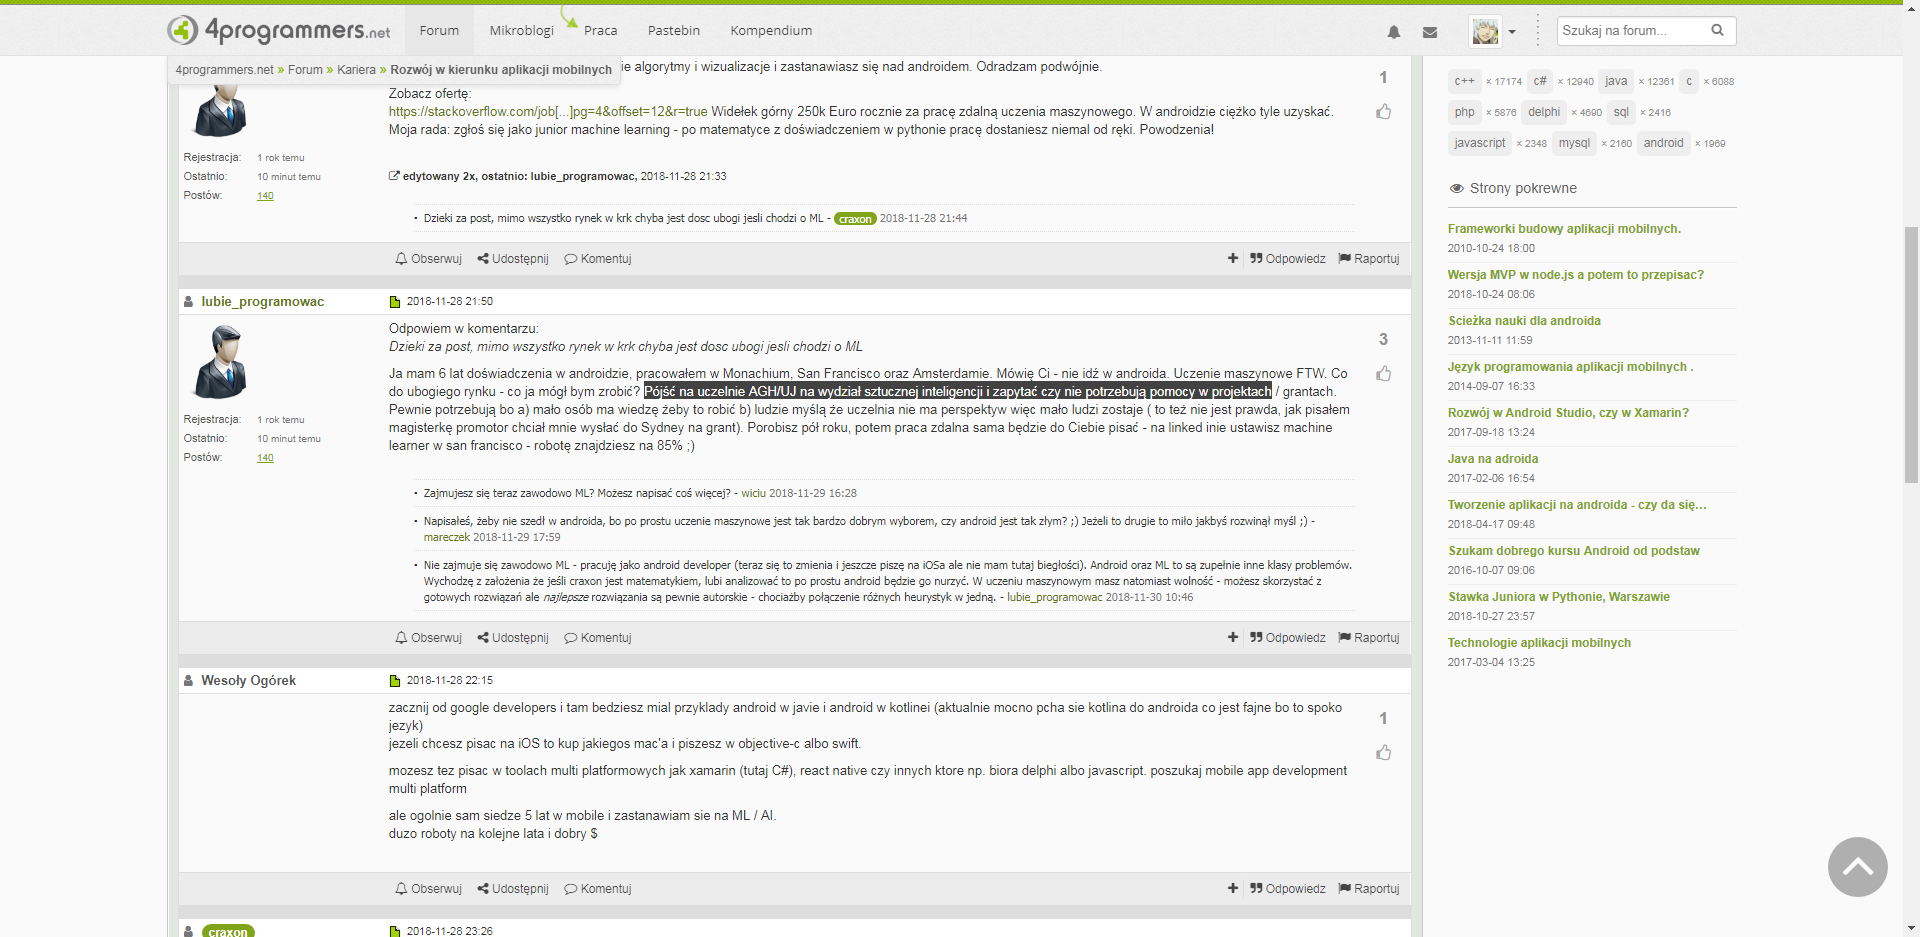 4programmers.net
Forum
Mikroblogi
Praca
Pastebin
Kompendium
Szukaj na forum...
4programmers.net » Forum » Kariera » Rozwój w kierunku aplikacji mobilnych
ie algorytmy i wizualizacje i zastanawiasz się nad androidem. Odradzam podwójnie.
1
Zobacz ofertę:
https://stackoverflow.com/job[...]pg=4&offset=12&r=true Widełek górny 250k Euro rocznie za pracę zdalną uczenia maszynowego. W androidzie ciężko tyle uzyskać.
Moja rada: zgłoś się jako junior machine learning - po matematyce z doświadczeniem w pythonie pracę dostaniesz niemal od ręki. Powodzenia!
Rejestracja: 1 rok temu
Ostatnio: 10 minut temu
Postów: 140
edytowany 2x, ostatnio: lubie_programowac, 2018-11-28 21:33
• Dzieki za post, mimo wszystko rynek w krk chyba jest dosc ubogi jesli chodzi o ML - craxon 2018-11-28 21:44
Obserwuj Udostępnij Komentuj
Odpowiedz Raportuj
lubie_programowac
2018-11-28 21:50
3
Odpowiem w komentarzu:
Dzieki za post, mimo wszystko rynek w krk chyba jest dosc ubogi jesli chodzi o ML
Ja mam 6 lat doświadczenia w androidzie, pracowałem w Monachium, San Francisco oraz Amsterdamie. Mówię Ci - nie idź w androida. Uczenie maszynowe FTW. Co
do ubogiego rynku - co ja mógł bym zrobić? Pójść na uczelnie AGH/UJ na wydział sztucznej inteligencji i zapytać czy nie potrzebują pomocy w projektach / grantach.
Pewnie potrzebują bo a) mało osób ma wiedzę żeby to robić b) ludzie myślą że uczelnia nie ma perspektyw więc mało ludzi zostaje ( to też nie jest prawda, jak pisałem
magisterkę promotor chciał mnie wysłać do Sydney na grant). Porobisz pół roku, potem praca zdalna sama będzie do Ciebie pisać - na linked inie ustawisz machine
learner w san francisco - robotę znajdziesz na 85% ;)
Rejestracja: 1 rok temu
Ostatnio: 10 minut temu
Postów: 140
• Zajmujesz się teraz zawodowo ML? Możesz napisać coś więcej? - wiciu 2018-11-29 16:28
• Napisałeś, żeby nie szedł w androida, bo po prostu uczenie maszynowe jest tak bardzo dobrym wyborem, czy android jest tak złym? ;) Jeżeli to drugie to miło jakbyś rozwinął myśl ;) -
mareczek 2018-11-29 17:59
• Nie zajmuje się zawodowo ML - pracuję jako android developer (teraz się to zmienia i jeszcze piszę na iOSa ale nie mam tutaj biegłości). Android oraz ML to są zupełnie inne klasy problemów.
Wychodzę z założenia że jeśli craxon jest matematykiem, lubi analizować to po prostu android będzie go nurzyć. W uczeniu maszynowym masz natomiast wolność - możesz skorzystać z
gotowych rozwiązań ale najlepsze rozwiązania są pewnie autorskie - chociażby połączenie różnych heurystyk w jedną. - lubie_programowac 2018-11-30 10:46
Obserwuj Udostępnij Komentuj
Odpowiedz Raportuj
Wesoły Ogórek
2018-11-28 22:15
1
zacznij od google developers i tam bedziesz mial przyklady android w javie i android w kotlinei (aktualnie mocno pcha sie kotlina do androida co jest fajne bo to spoko
jezyk)
jezeli chcesz pisac na iOS to kup jakiegos mac'a i piszesz w objective-c albo swift.
mozesz tez pisac w toolach multi platformowych jak xamarin (tutaj C#), react native czy innych ktore np. biora delphi albo javascript. poszukaj mobile app development
multi platform
ale ogolnie sam siedze 5 lat w mobile i zastanawiam sie na ML / AI.
duzo roboty na kolejne lata i dobry $
Obserwuj Udostępnij Komentuj
Odpowiedz Raportuj
craxon
2018-11-28 23:26
c++ × 17174 c# × 12940 java × 12361 c × 6088
php × 5876 delphi × 4690 sql × 2416
javascript × 2348 mysql × 2160 android × 1969
Strony pokrewne
Frameworki budowy aplikacji mobilnych.
2010-10-24 18:00
Wersja MVP w node.js a potem to przepisac?
2018-10-24 08:06
Scieżka nauki dla androida
2013-11-11 11:59
Język programowania aplikacji mobilnych .
2014-09-07 16:33
Rozwój w Android Studio, czy w Xamarin?
2017-09-18 13:24
Java na adroida
2017-02-06 16:54
Tworzenie aplikacji na androida - czy da się...
2018-04-17 09:48
Szukam dobrego kursu Android od podstaw
2016-10-07 09:06
Stawka Juniora w Pythonie, Warszawie
2018-10-27 23:57
Technologie aplikacji mobilnych
2017-03-04 13:25